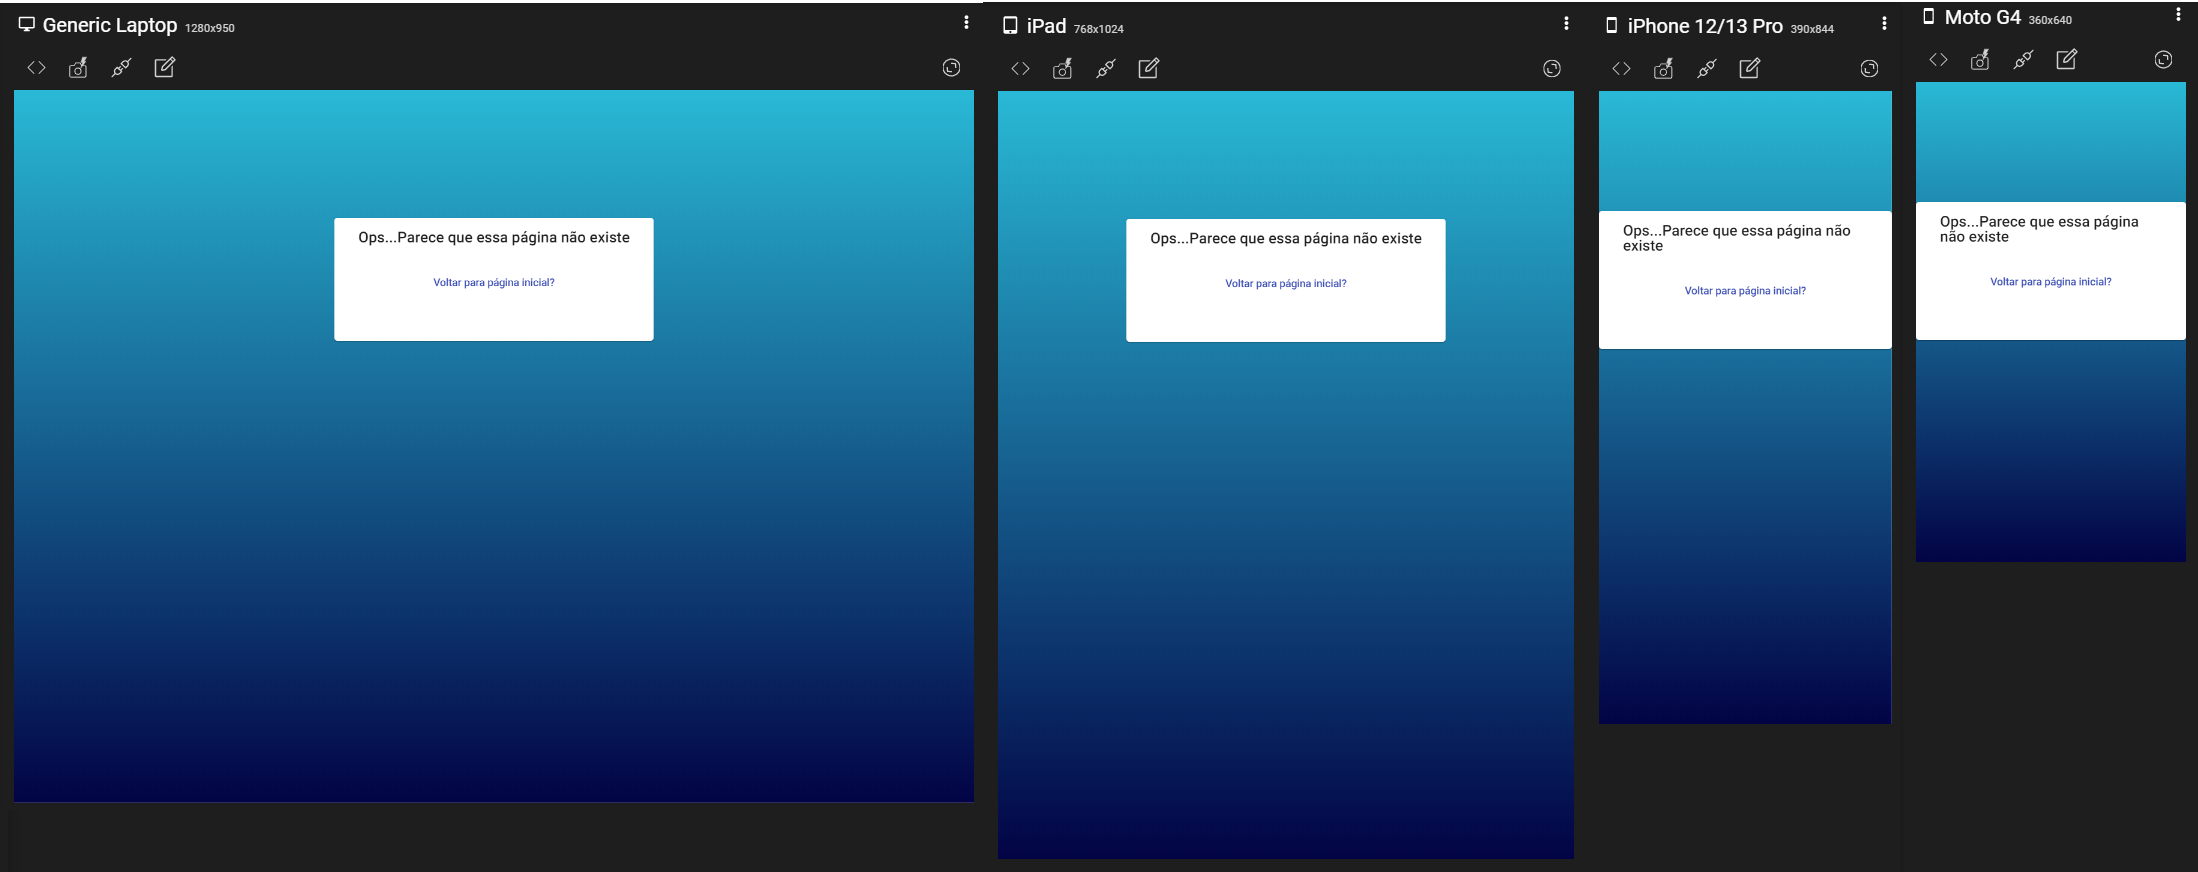 Generic Laptop 1280x950
Ops...Parece que essa página não existe
Voltar para página inicial?
iPad 768x1024
Ops...Parece que essa página não existe
Voltar para página inicial?
iPhone 12/13 Pro 390x844
Ops...Parece que essa página não
existe
Voltar para página inicial?
Moto G4 360x640
Ops...Parece que essa página
não existe
Voltar para página inicial?